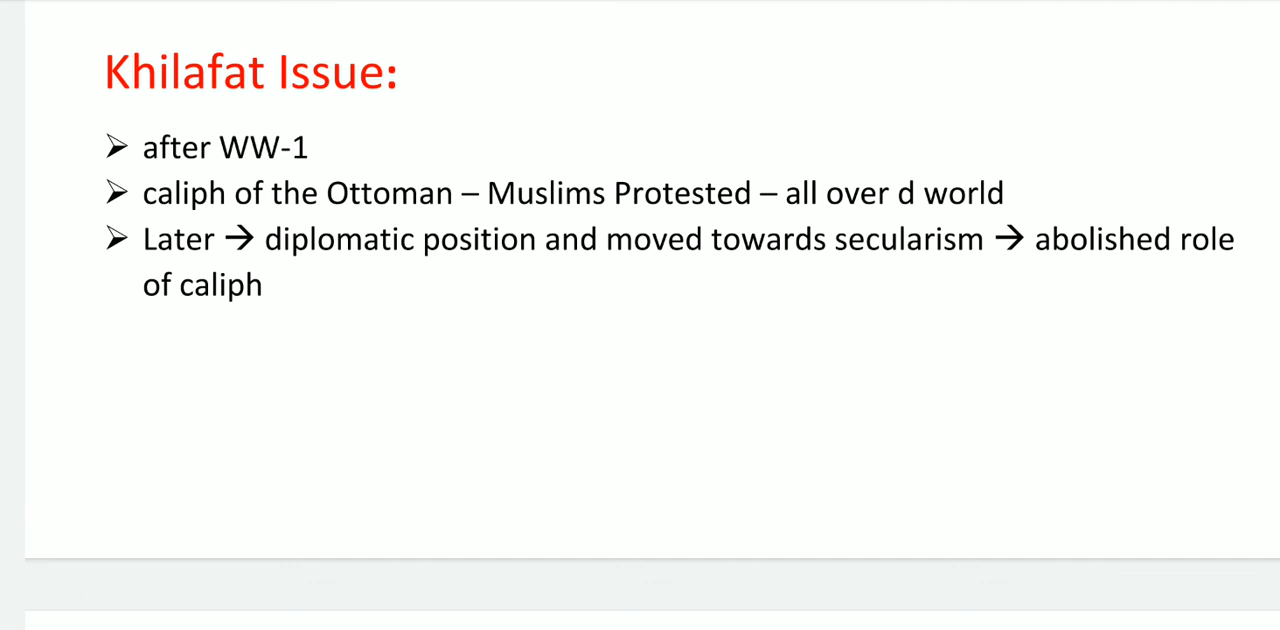 Khilafat Issue:
➢ after WW-1
➢ caliph of the Ottoman – Muslims Protested – all over d world
➢ Later → diplomatic position and moved towards secularism → abolished role
of caliph